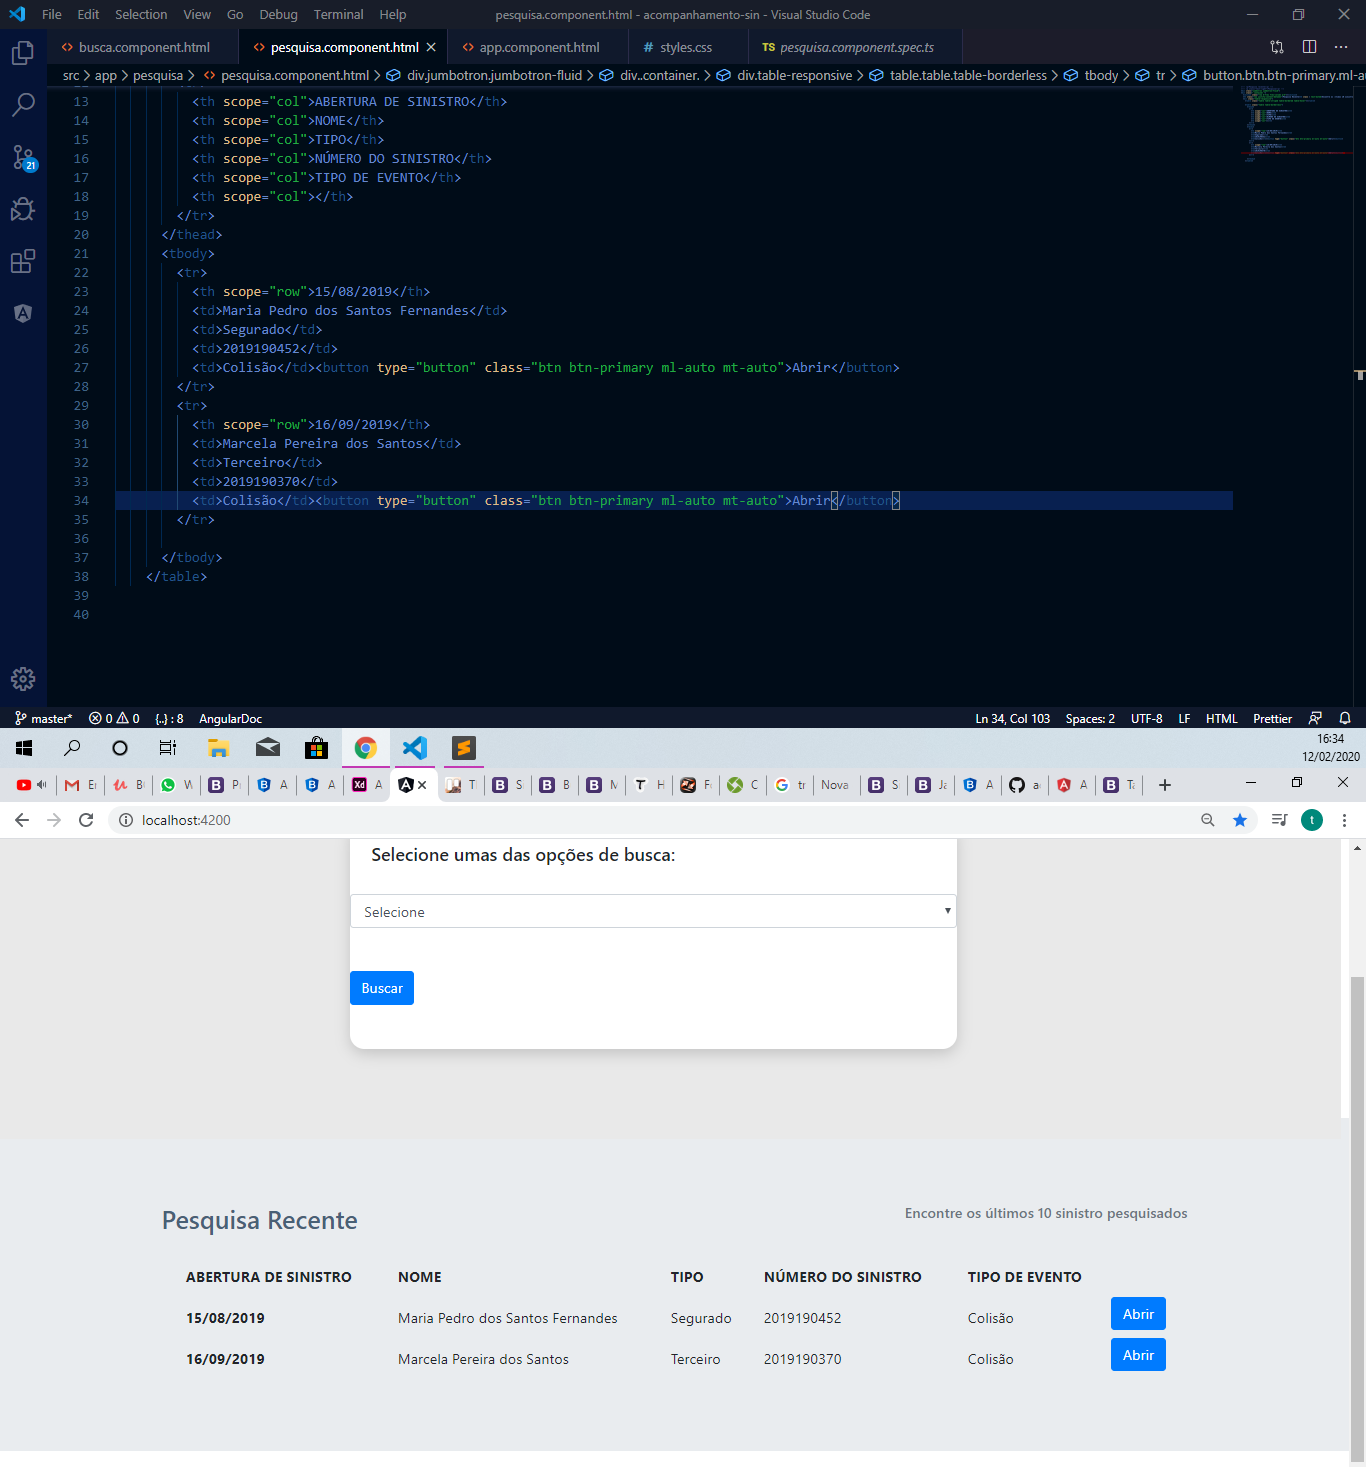 File Edit Selection View Go Debug Terminal Help pesquisa.component.html - acompanhamento-sin - Visual Studio Code
busca.component.html pesquisa.component.html app.component.html # styles.css TS pesquisa.component.spec.ts
src > app > pesquisa > pesquisa.component.html > div.jumbotron.jumbotron-fluid > div..container. > div.table-responsive > table.table.table-borderless > tbody > tr > button.btn.btn-primary.ml-au
13 <th scope="col">ABERTURA DE SINISTRO</th>
14 <th scope="col">NOME</th>
15 <th scope="col">TIPO</th>
16 <th scope="col">NÚMERO DO SINISTRO</th>
17 <th scope="col">TIPO DE EVENTO</th>
18 <th scope="col"></th>
19 </tr>
20 </thead>
21 <tbody>
22 <tr>
23 <th scope="row">15/08/2019</th>
24 <td>Maria Pedro dos Santos Fernandes</td>
25 <td>Segurado</td>
26 <td>2019190452</td>
27 <td>Colisão</td><button type="button" class="btn btn-primary ml-auto mt-auto">Abrir</button>
28 </tr>
29 <tr>
30 <th scope="row">16/09/2019</th>
31 <td>Marcela Pereira dos Santos</td>
32 <td>Terceiro</td>
33 <td>2019190370</td>
34 <td>Colisão</td><button type="button" class="btn btn-primary ml-auto mt-auto">Abrir</button>
35 </tr>
36
37 </tbody>
38 </table>
39
40
21
master* 0 0 {..} : 8 AngularDoc Ln 34, Col 103 Spaces: 2 UTF-8 LF HTML Prettier
16:34
12/02/2020
Nova
localhost:4200 t
Selecione umas das opções de busca:
Selecione
Buscar
Pesquisa Recente Encontre os últimos 10 sinistro pesquisados
ABERTURA DE SINISTRO NOME TIPO NÚMERO DO SINISTRO TIPO DE EVENTO
15/08/2019 Maria Pedro dos Santos Fernandes Segurado 2019190452 Colisão Abrir
16/09/2019 Marcela Pereira dos Santos Terceiro 2019190370 Colisão Abrir